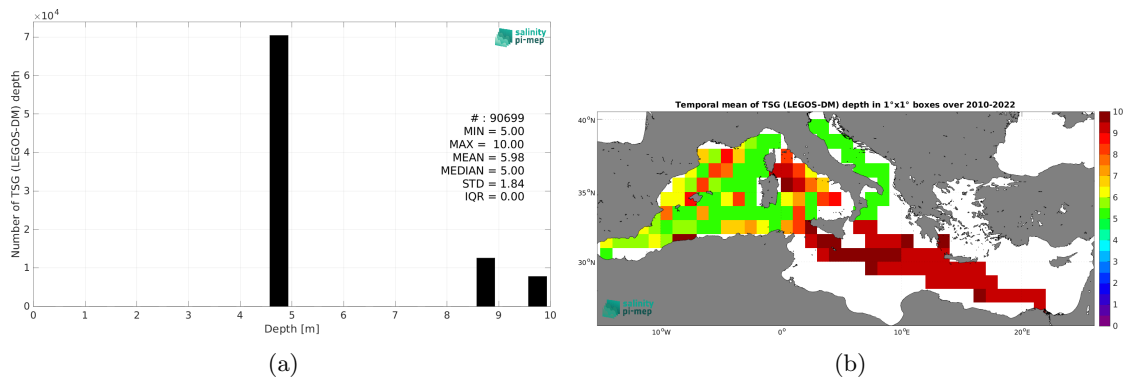 ×10⁴
7
6
5
4
3
2
1
0
Number of TSG (LEGOS-DM) depth
salinity
pi-mep
# : 90699
MIN = 5.00
MAX = 10.00
MEAN = 5.98
MEDIAN = 5.00
STD = 1.84
IQR = 0.00
0 1 2 3 4 5 6 7 8 9 10
Depth [m]
(a)
Temporal mean of TSG (LEGOS-DM) depth in 1°x1° boxes over 2010-2022
40°N
35°N
30°N
salinity
pi-mep
10°W 0° 10°E 20°E
10
9
8
7
6
5
4
3
2
1
0
(b)